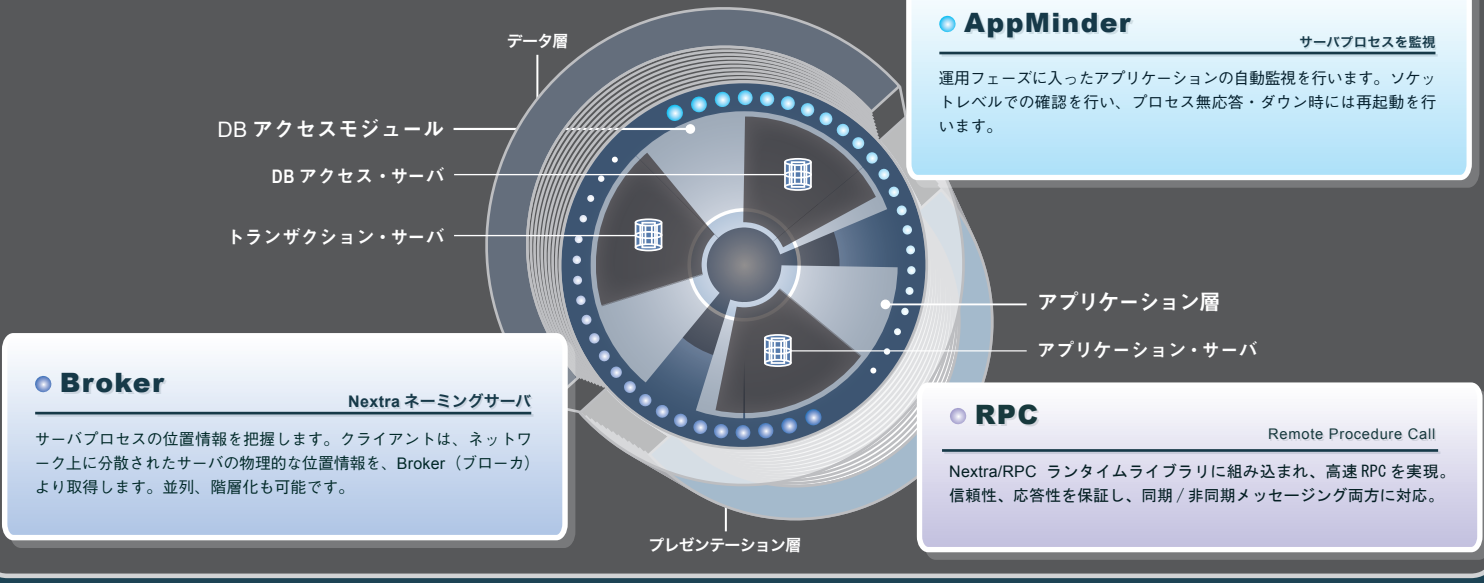 データ層
DB アクセスモジュール
DB アクセス・サーバ
トランザクション・サーバ
AppMinder
サーバプロセスを監視
運用フェーズに入ったアプリケーションの自動監視を行います。ソケッ
トレベルでの確認を行い、プロセス無応答・ダウン時には再起動を行
います。
アプリケーション層
アプリケーション・サーバ
Broker
Nextra ネーミングサーバ
サーバプロセスの位置情報を把握します。クライアントは、ネットワ
ーク上に分散されたサーバの物理的な位置情報を、Broker（ブローカ）
より取得します。並列、階層化も可能です。
RPC
Remote Procedure Call
Nextra/RPC ランタイムライブラリに組み込まれ、高速 RPC を実現。
信頼性、応答性を保証し、同期 / 非同期メッセージング両方に対応。
プレゼンテーション層